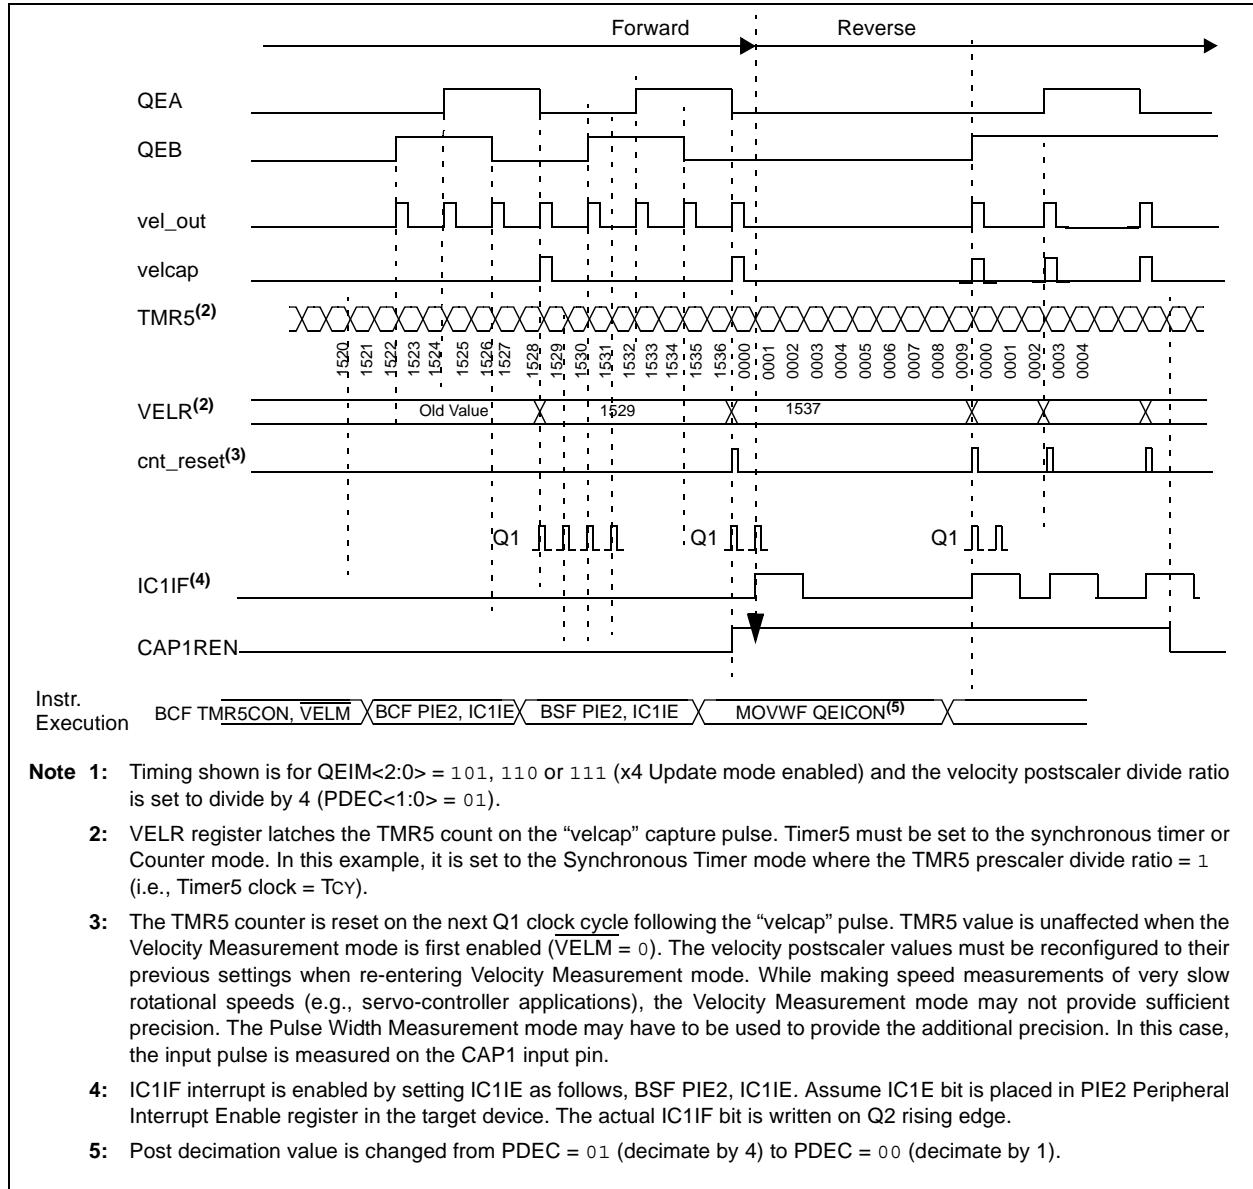 Forward Reverse
QEA
QEB
vel_out
velcap
TMR5(2)
1520 1521 1522 1523 1524 1525 1526 1527 1528 1529 1530 1531 1532 1533 1534 1535 1536 0000 0001 0002 0003 0004 0005 0006 0007 0008 0009 0000 0001 0002 0003 0004
VELR(2) Old Value 1529 1537
cnt_reset(3)
Q1 Q1 Q1
IC1IF(4)
CAP1REN
Instr.
Execution BCF TMR5CON, VELM BCF PIE2, IC1IE BSF PIE2, IC1IE MOVWF QEICON(5)
Note 1: Timing shown is for QEIM<2:0> = 101, 110 or 111 (x4 Update mode enabled) and the velocity postscaler divide ratio
is set to divide by 4 (PDEC<1:0> = 01).
2: VELR register latches the TMR5 count on the “velcap” capture pulse. Timer5 must be set to the synchronous timer or
Counter mode. In this example, it is set to the Synchronous Timer mode where the TMR5 prescaler divide ratio = 1
(i.e., Timer5 clock = TCY).
3: The TMR5 counter is reset on the next Q1 clock cycle following the “velcap” pulse. TMR5 value is unaffected when the
Velocity Measurement mode is first enabled (VELM = 0). The velocity postscaler values must be reconfigured to their
previous settings when re-entering Velocity Measurement mode. While making speed measurements of very slow
rotational speeds (e.g., servo-controller applications), the Velocity Measurement mode may not provide sufficient
precision. The Pulse Width Measurement mode may have to be used to provide the additional precision. In this case,
the input pulse is measured on the CAP1 input pin.
4: IC1IF interrupt is enabled by setting IC1IE as follows, BSF PIE2, IC1IE. Assume IC1E bit is placed in PIE2 Peripheral
Interrupt Enable register in the target device. The actual IC1IF bit is written on Q2 rising edge.
5: Post decimation value is changed from PDEC = 01 (decimate by 4) to PDEC = 00 (decimate by 1).